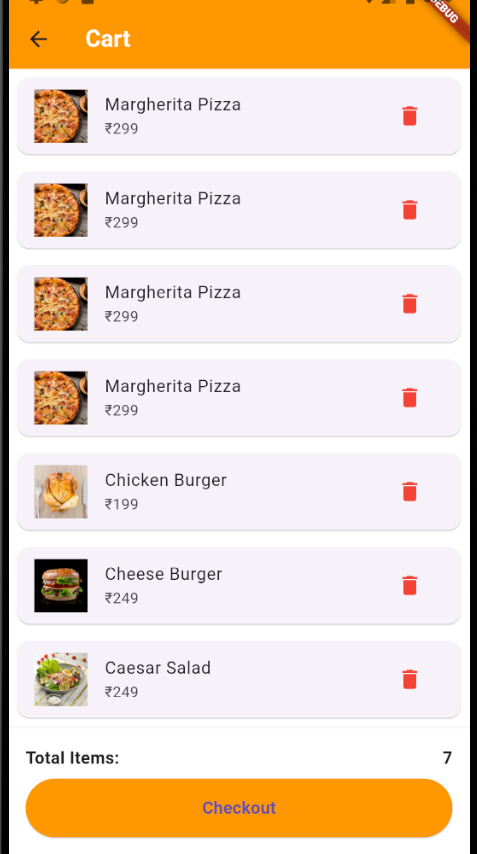 DEBUG
Cart
Margherita Pizza
₹299
Margherita Pizza
₹299
Margherita Pizza
₹299
Margherita Pizza
₹299
Chicken Burger
₹199
Cheese Burger
₹249
Caesar Salad
₹249
Total Items: 7
Checkout